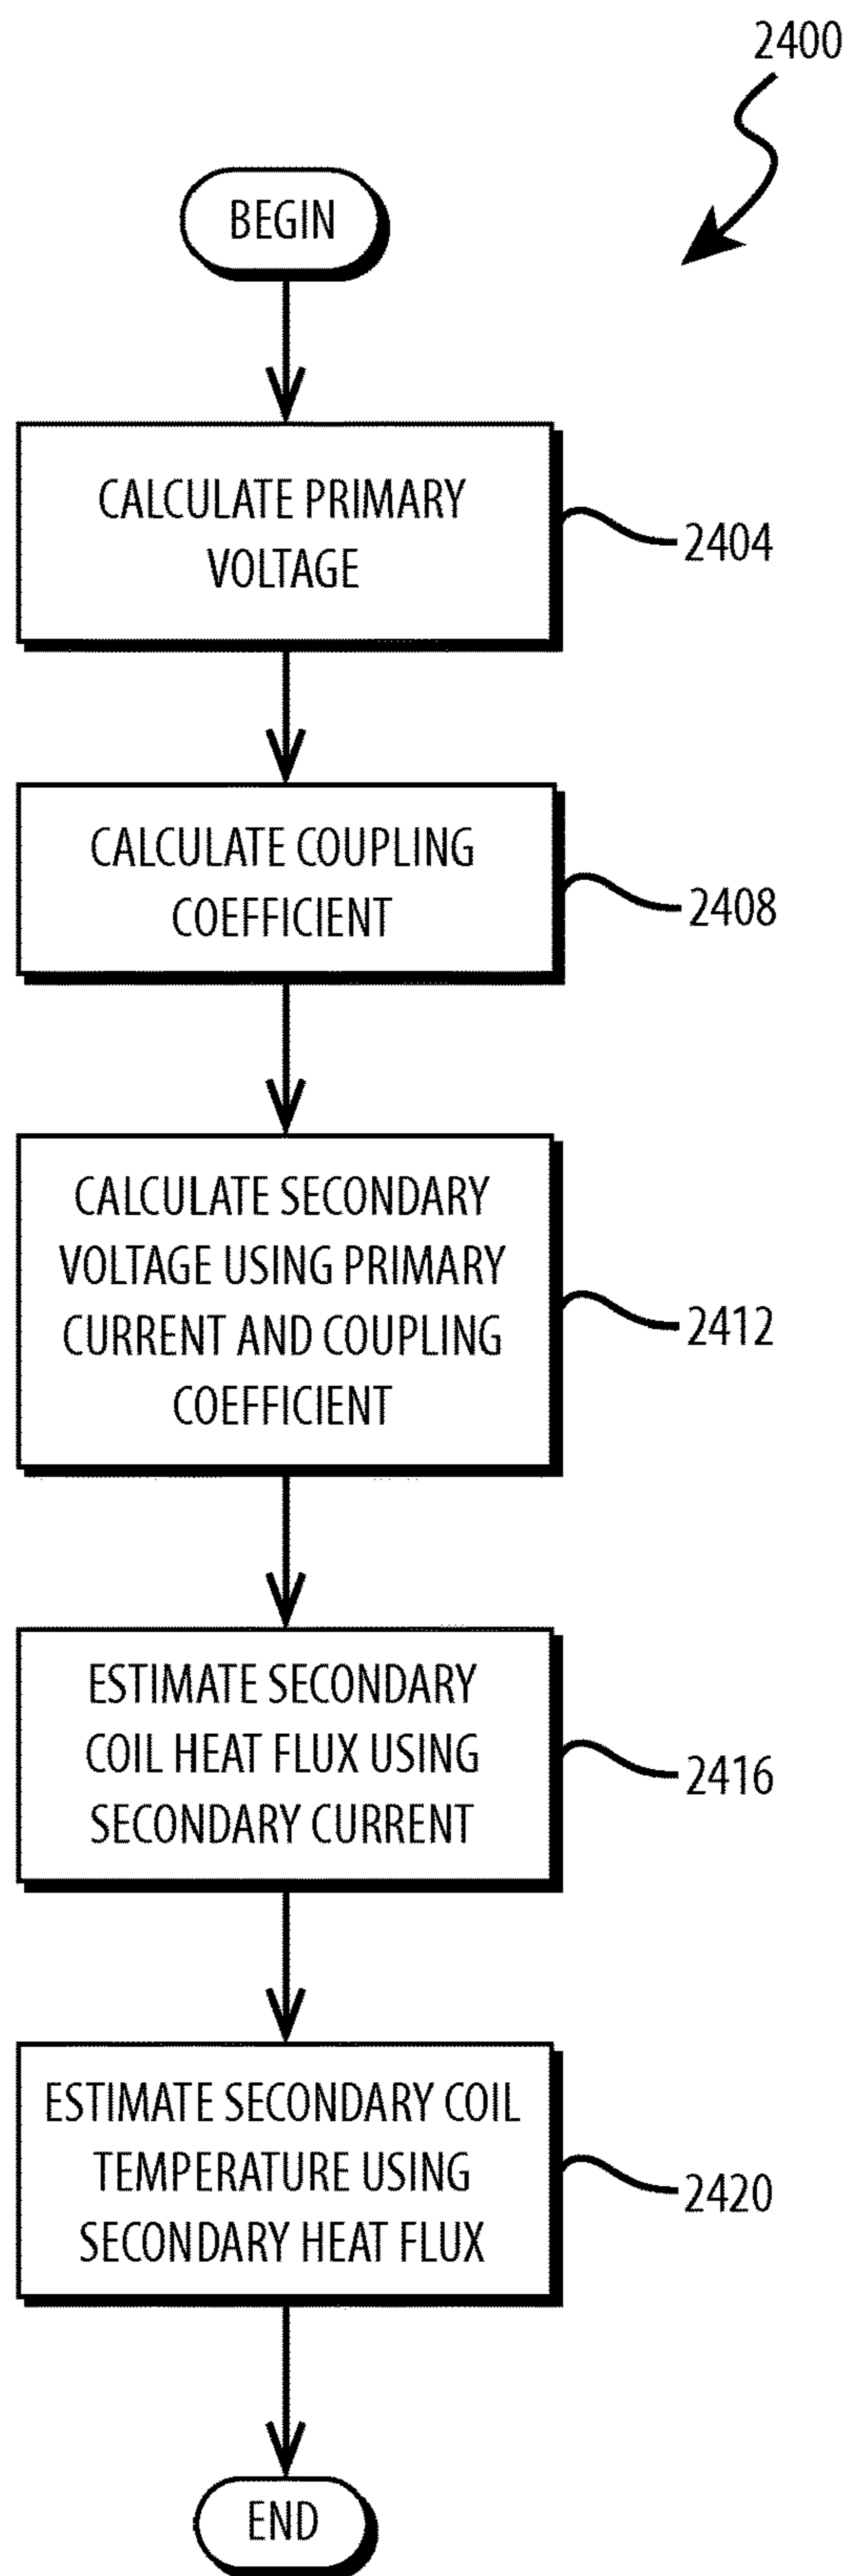 2400
BEGIN
CALCULATE PRIMARY
VOLTAGE
2404
CALCULATE COUPLING
COEFFICIENT
2408
CALCULATE SECONDARY
VOLTAGE USING PRIMARY
CURRENT AND COUPLING
COEFFICIENT
2412
ESTIMATE SECONDARY
COIL HEAT FLUX USING
SECONDARY CURRENT
2416
ESTIMATE SECONDARY COIL
TEMPERATURE USING
SECONDARY HEAT FLUX
2420
END